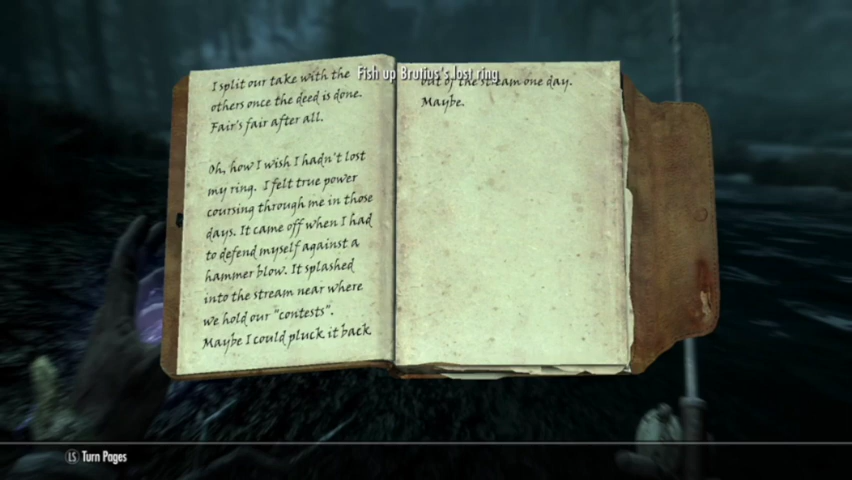 Fish up Brutius's lost ring
I split our take with the
others once the deed is done.
Fair's fair after all.
Oh, how I wish I hadn't lost
my ring. I felt true power
coursing through me in those
days. It came off when I had
to defend myself against a
hammer blow. It splashed
into the stream near where
we hold our "contests".
Maybe I could pluck it back
out of the stream one day.
Maybe.
LS Turn Pages